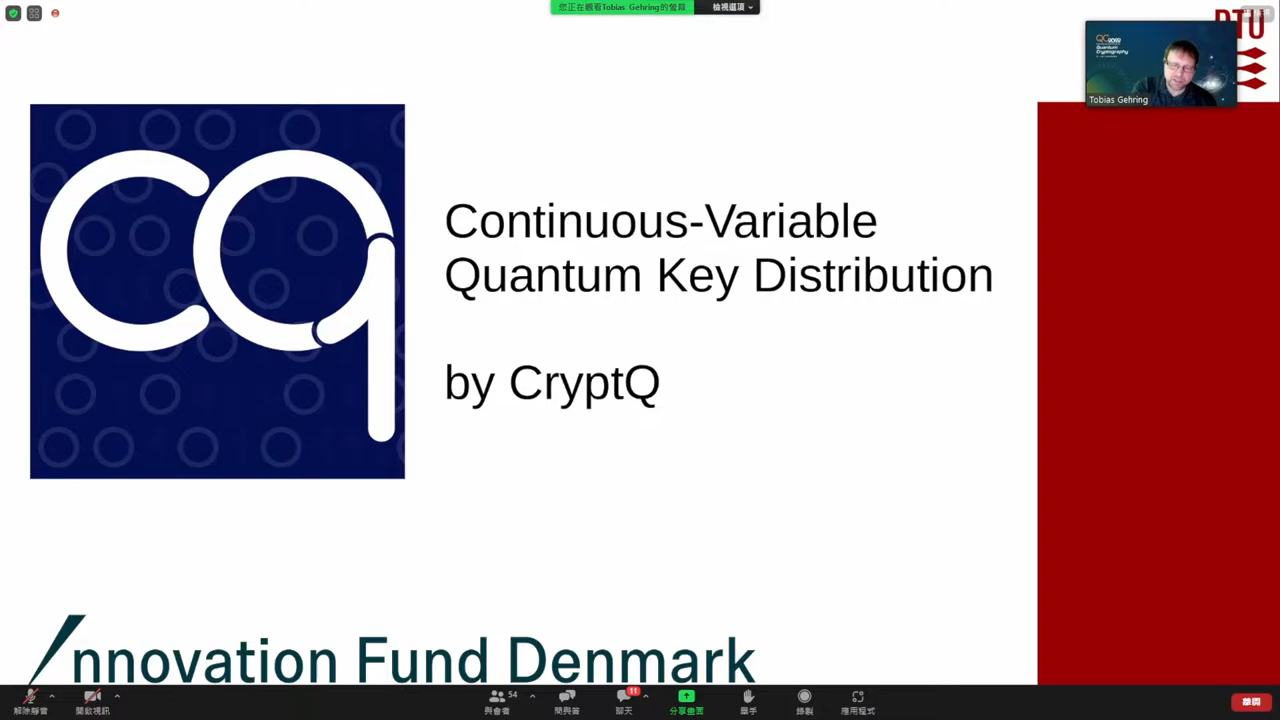 您正在觀看Tobias Gehring的螢幕
檢視選項
DTU
Quantum
Cryptography
Tobias Gehring
cq
Continuous-Variable
Quantum Key Distribution
by CryptQ
Innovation Fund Denmark
解除靜音
開啟視訊
54
與會者
問與答
11
聊天
分享畫面
舉手
錄製
應用程式
離開